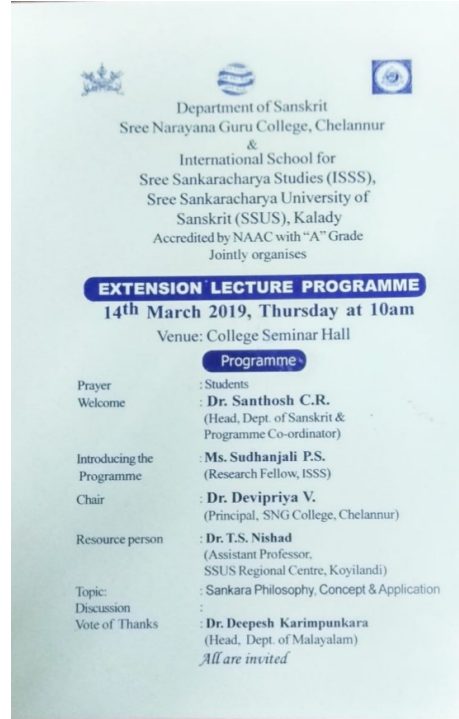 Department of Sanskrit
Sree Narayana Guru College, Chelannur
&
International School for
Sree Sankaracharya Studies (ISSS),
Sree Sankaracharya University of
Sanskrit (SSUS), Kalady
Accredited by NAAC with "A" Grade
Jointly organises
EXTENSION LECTURE PROGRAMME
14th March 2019, Thursday at 10am
Venue: College Seminar Hall
Programme
Prayer : Students
Welcome : Dr. Santhosh C.R.
(Head, Dept. of Sanskrit &
Programme Co-ordinator)
Introducing the : Ms. Sudhanjali P.S.
Programme (Research Fellow, ISSS)
Chair : Dr. Devipriya V.
(Principal, SNG College, Chelannur)
Resource person : Dr. T.S. Nishad
(Assistant Professor,
SSUS Regional Centre, Koyilandi)
Topic: : Sankara Philosophy, Concept & Application
Discussion :
Vote of Thanks : Dr. Deepesh Karimpunkara
(Head, Dept. of Malayalam)
All are invited